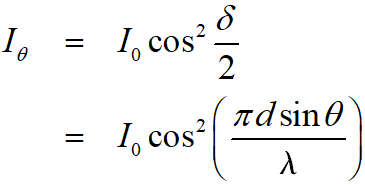 I_θ = I_0 cos² δ/2
= I_0 cos² (πd sin θ / λ)